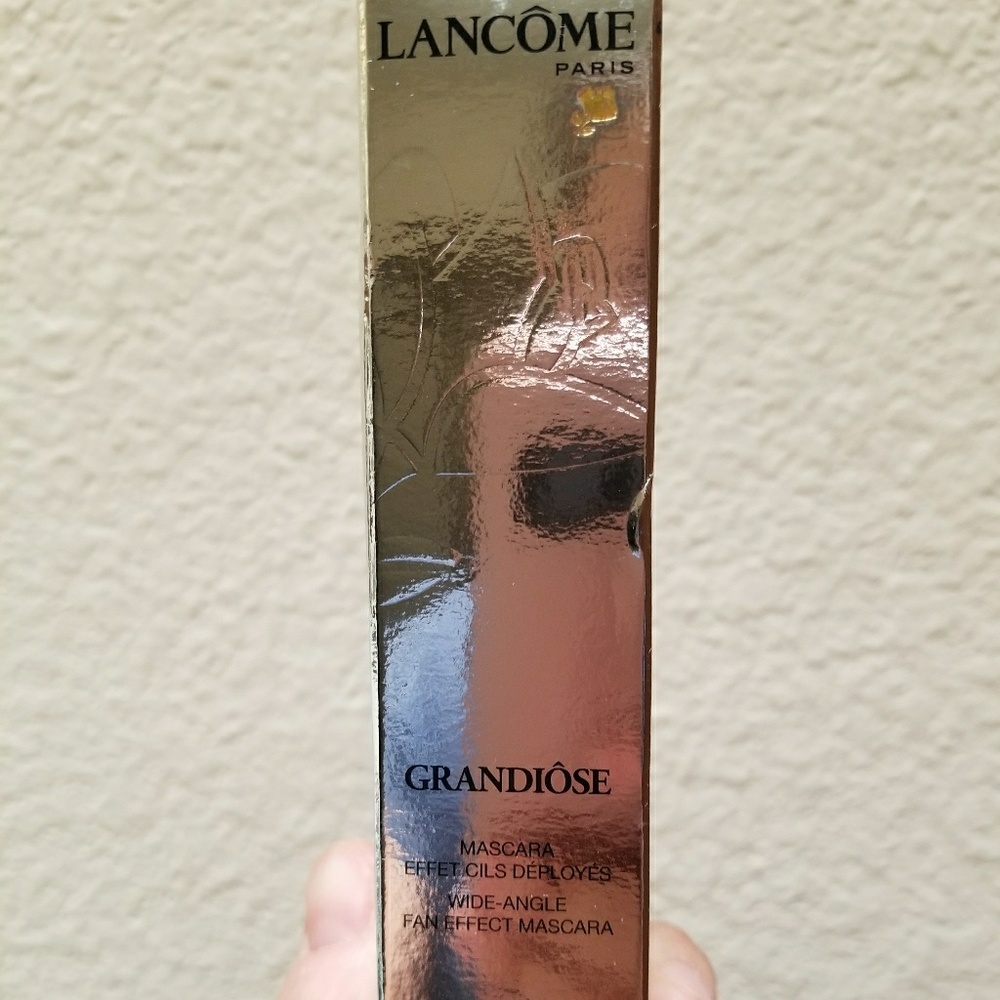 LANCÔME
PARIS
GRANDIÔSE
MASCARA
EFFET CILS DÉPLOYÉS
WIDE-ANGLE
FAN EFFECT MASCARA